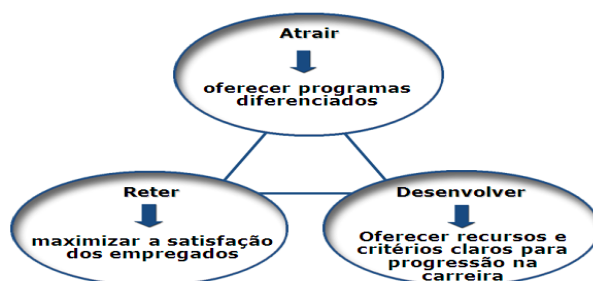 Atrair
oferecer programas
diferenciados
Reter
maximizar a satisfação
dos empregados
Desenvolver
Oferecer recursos e
critérios claros para
progressão na
carreira